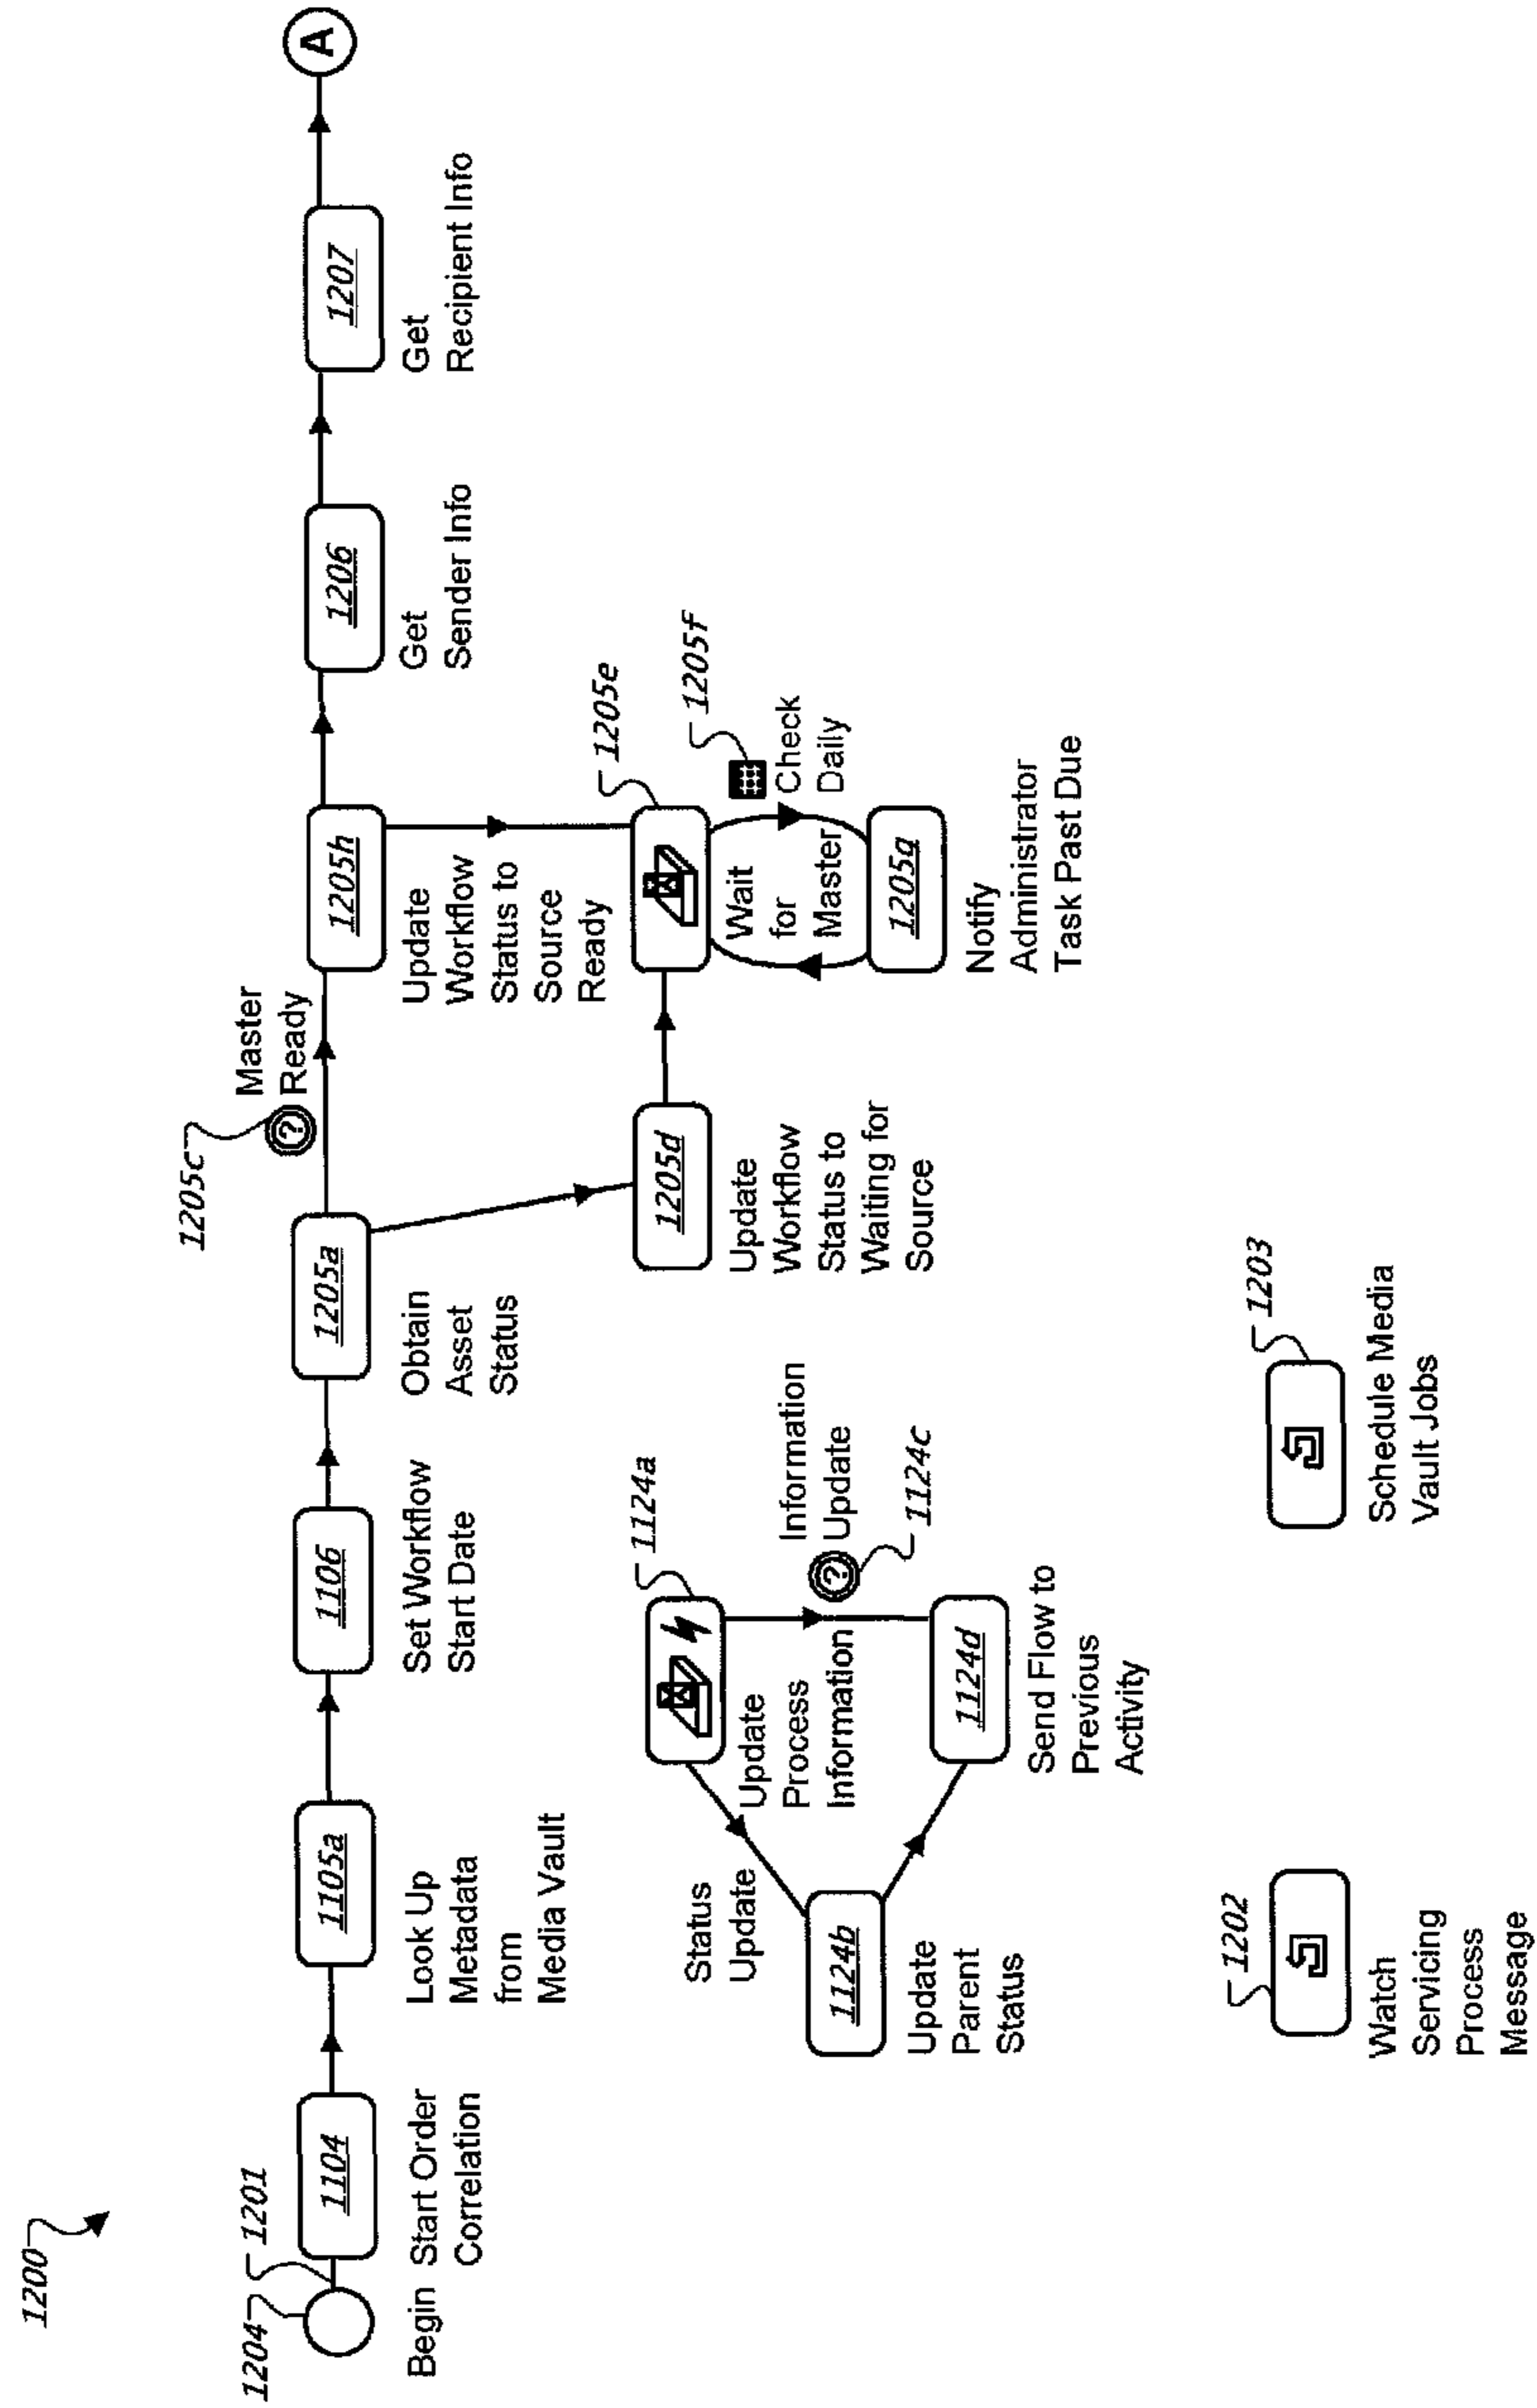 1200
1204
1201
Begin
1104
Start Order
Correlation
1105a
Look Up
Metadata
from
Media Vault
1106
Set Workflow
Start Date
1205a
Obtain
Asset
Status
1205c
?
Master
Ready
1205h
Update
Workflow
Status to
Source
Ready
1206
Get
Sender Info
1207
Get
Recipient Info
A
1205d
Update
Workflow
Status to
Waiting for
Source
1205e
Wait
for
Master
1205f
Check
Daily
1205g
Notify
Administrator
Task Past Due
1124a
Update
Process
Information
Status
Update
1124b
Update
Parent
Status
Information
Update
?
1124c
1124d
Send Flow to
Previous
Activity
1202
Watch
Servicing
Process
Message
1203
Schedule Media
Vault Jobs